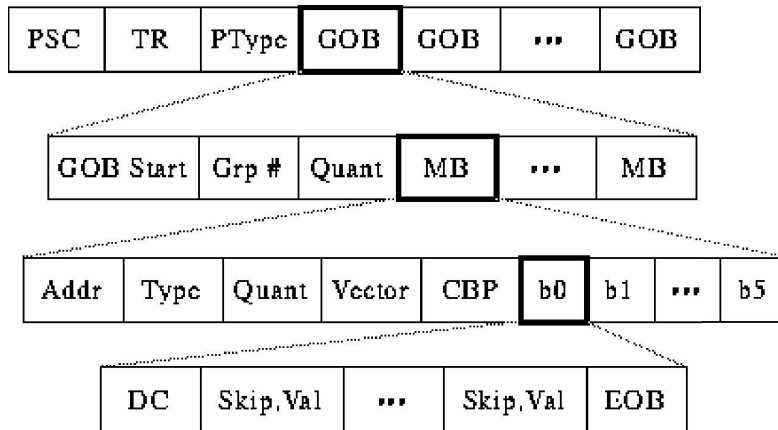 PSC TR PType GOB GOB ... GOB
GOB Start Grp # Quant MB ... MB
Addr Type Quant Vector CBP b0 b1 ... b5
DC Skip,Val ... Skip,Val EOB